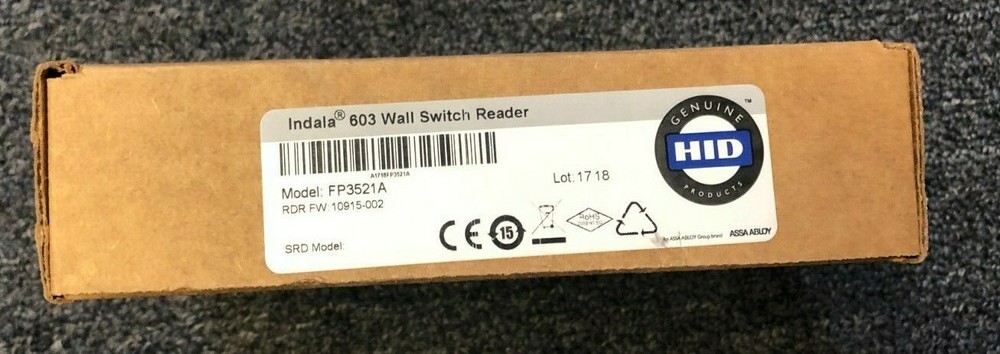 Indala® 603 Wall Switch Reader
A1718FP3521A
Model: FP3521A
Lot: 1718
RDR FW: 10915-002
SRD Model:
CE
15
RoHS
GENUINE
HID
PRODUCTS
TM
An ASSA ABLOY Group brand
ASSA ABLOY